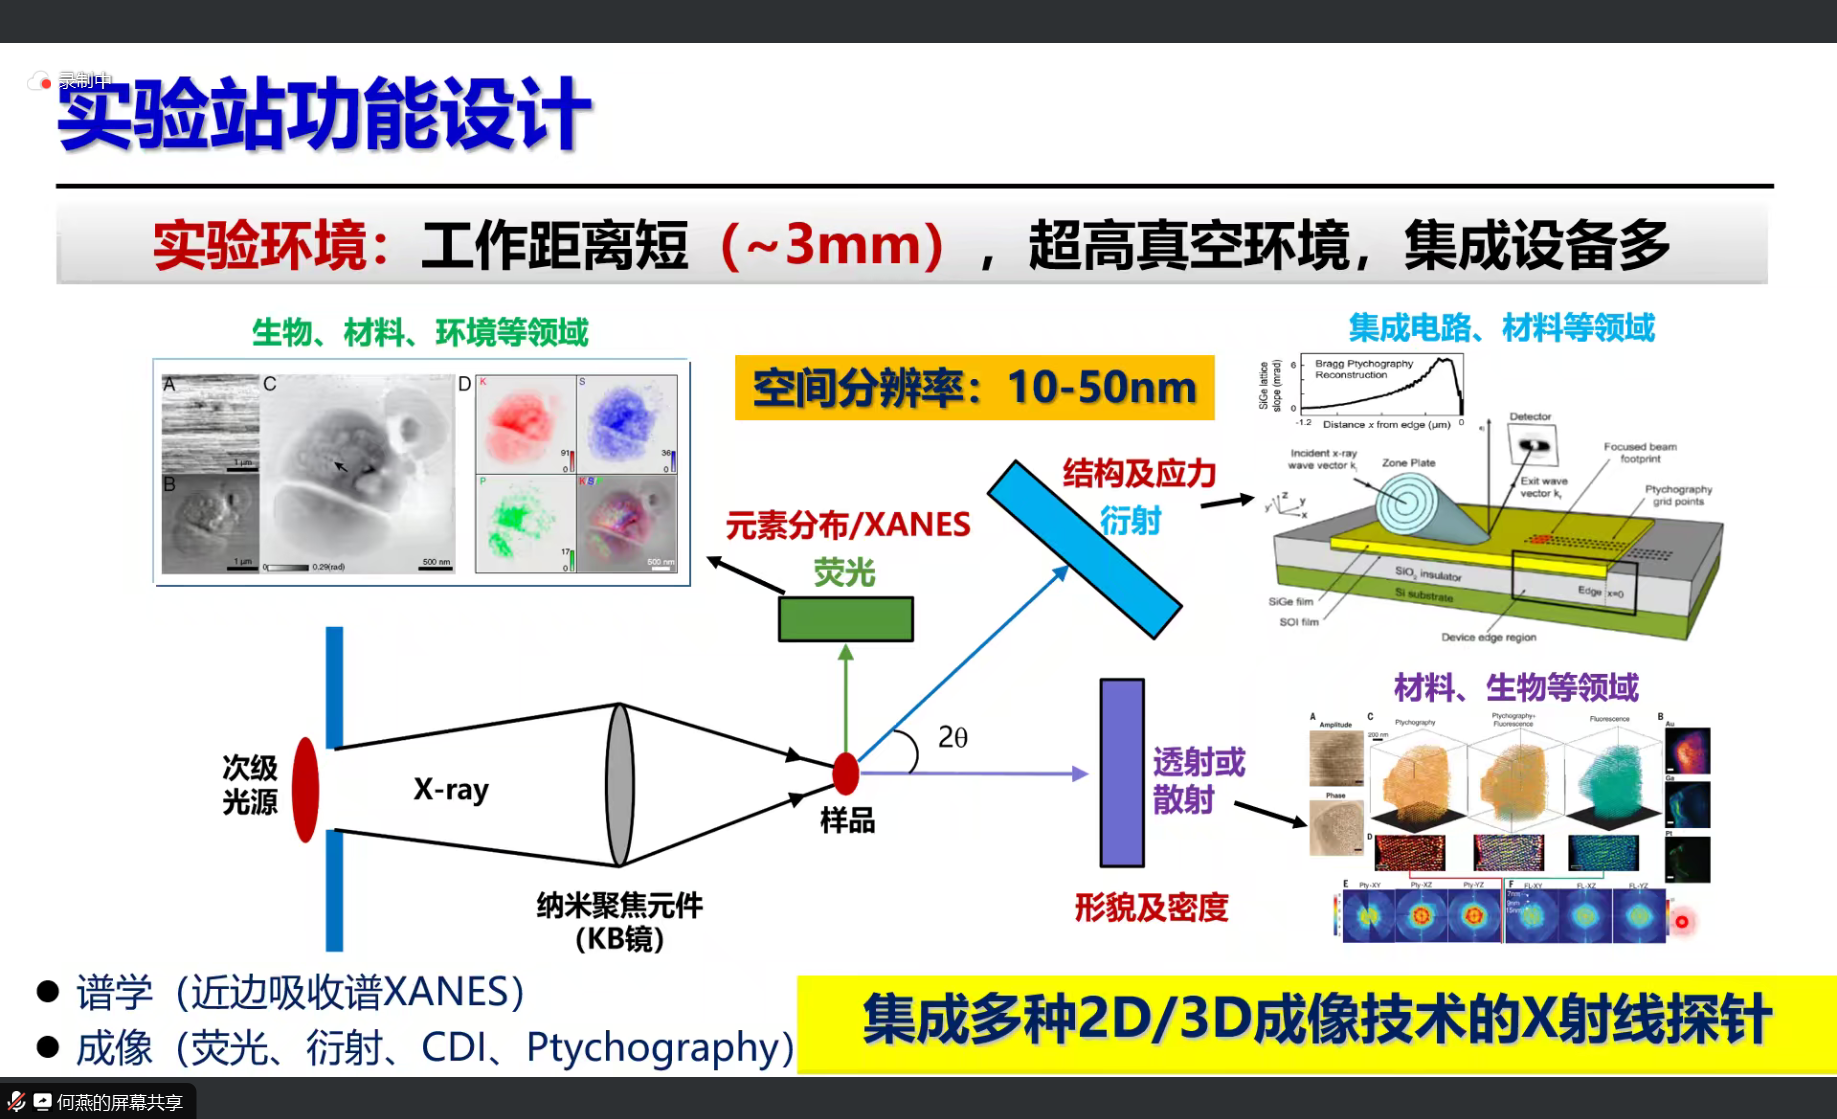 录制中
实验站功能设计
实验环境：工作距离短（~3mm），超高真空环境，集成设备多
生物、材料、环境等领域
A
B
C
D
K
S
P
1 μm
1 μm
0
0.29(rad)
500 nm
91
0
36
0
17
0
500 nm
空间分辨率：10-50nm
集成电路、材料等领域
Bragg Ptychography
Reconstruction
SiGe lattice
slope (mrad)
6
0
-1.2
Distance x from edge (μm)
0
Detector
Incident x-ray
wave vector ki
Zone Plate
Focused beam
footprint
Exit wave
vector kf
Ptychography
grid points
z
y
y'
x
SiO2 insulator
Si substrate
Edge x=0
SiGe film
SOI film
Device edge region
结构及应力
衍射
元素分布/XANES
荧光
次级
光源
X-ray
样品
2θ
透射或
散射
形貌及密度
纳米聚焦元件
（KB镜）
材料、生物等领域
A
Amplitude
Phase
C
Ptychography
Ptychography+
Fluorescence
Fluorescence
200 nm
B
Au
Ga
Pt
D
E
Pty-XY
Pty-XZ
Pty-YZ
F
FL-XY
FL-XZ
FL-YZ
● 谱学（近边吸收谱XANES）
● 成像（荧光、衍射、CDI、Ptychography）
集成多种2D/3D成像技术的X射线探针
何燕的屏幕共享